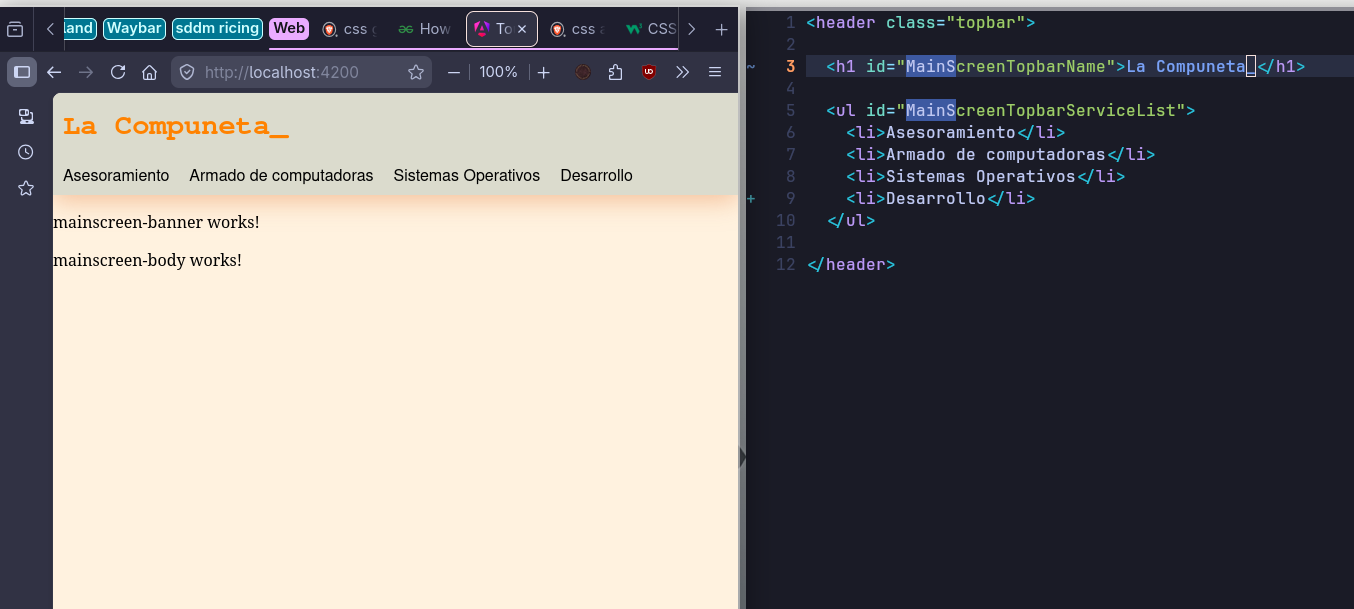 land Waybar sddm ricing Web css How To css CSS
http://localhost:4200 100%
La Compuneta_
Asesoramiento Armado de computadoras Sistemas Operativos Desarrollo
mainscreen-banner works!
mainscreen-body works!
1 <header class="topbar">
2
~ 3 <h1 id="MainScreenTopbarName">La Compuneta_</h1>
4
5 <ul id="MainScreenTopbarServiceList">
6 <li>Asesoramiento</li>
7 <li>Armado de computadoras</li>
8 <li>Sistemas Operativos</li>
+ 9 <li>Desarrollo</li>
10 </ul>
11
12 </header>